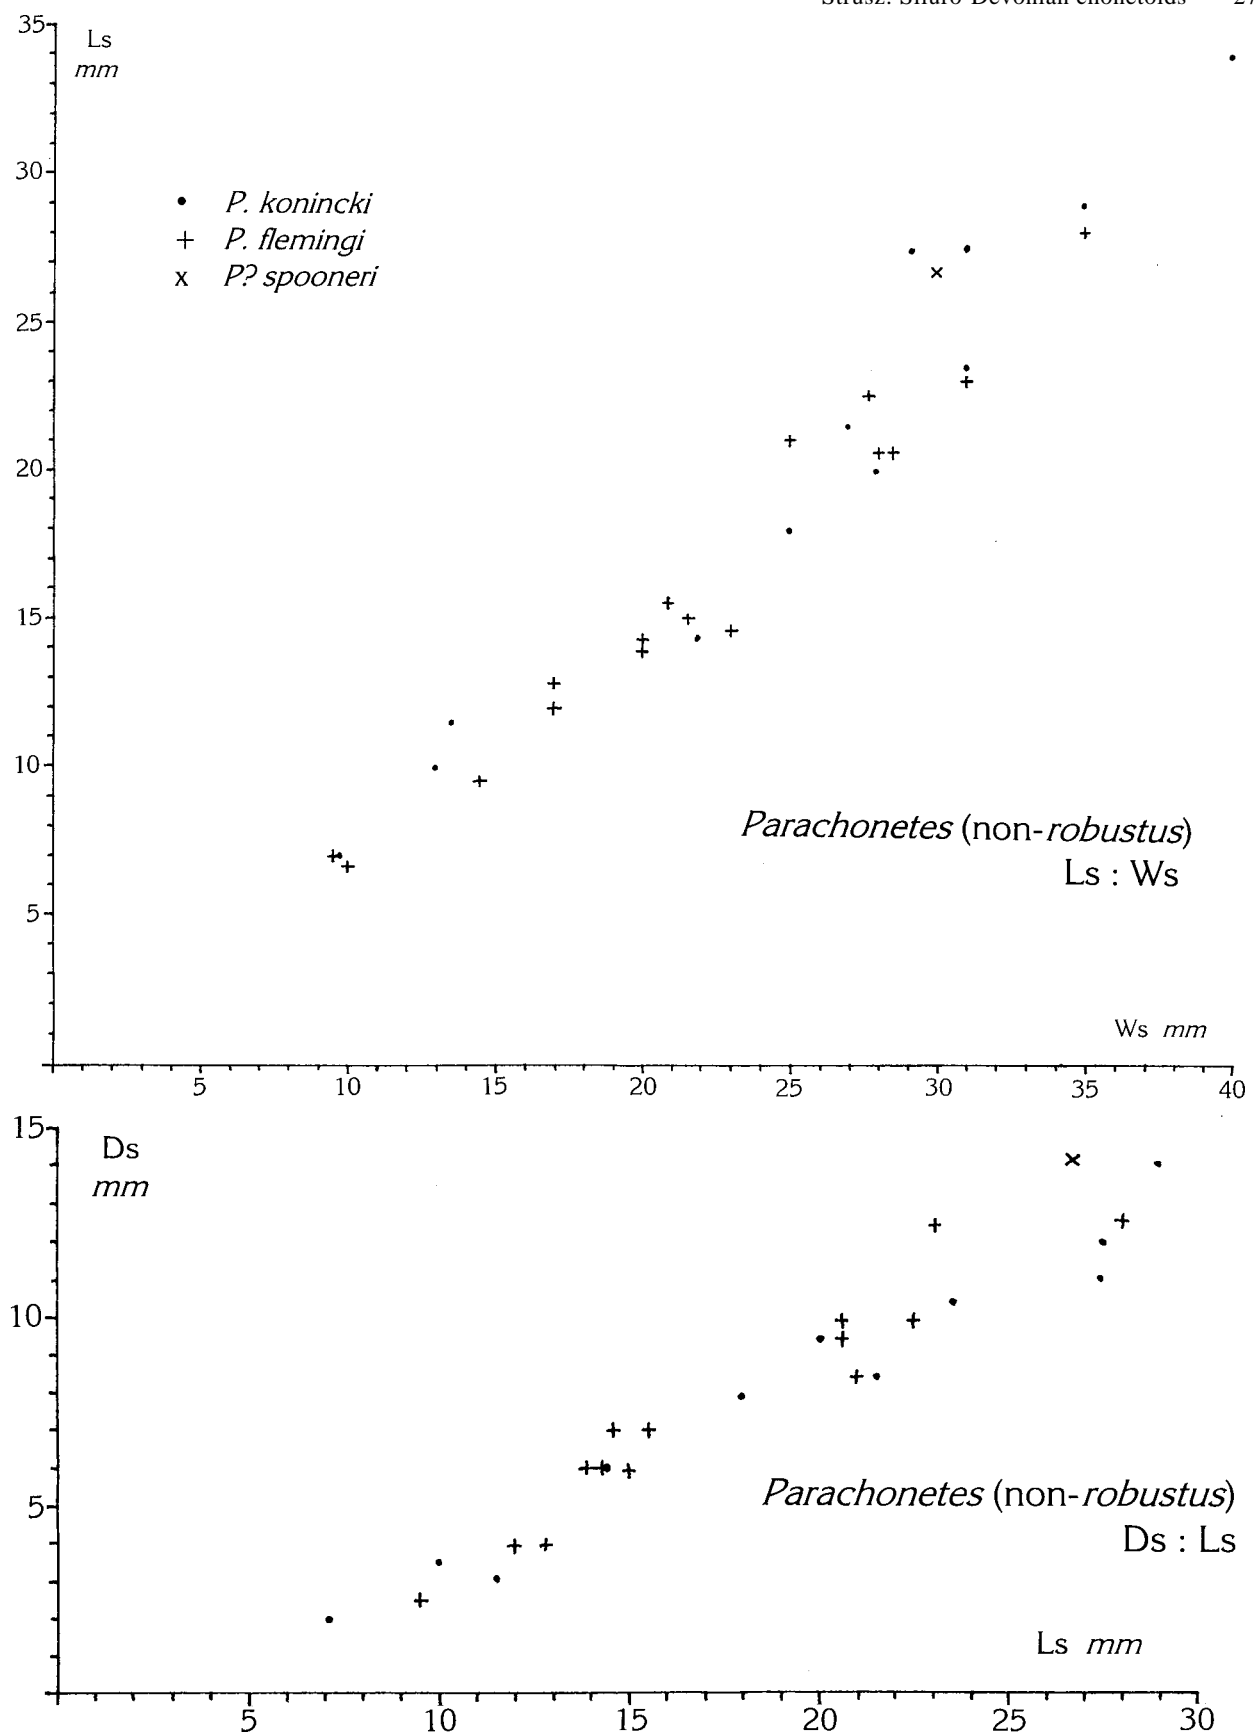 Strusz: Siluro-Devonian chonetoids 27
35
Ls
mm
30
• P. konincki
+ P. flemingi
x P? spooneri
25
20
15
10
Parachonetes (non-robustus)
Ls : Ws
5
Ws mm
5 10 15 20 25 30 35 40
15
Ds
mm
10
5
Parachonetes (non-robustus)
Ds : Ls
Ls mm
5 10 15 20 25 30